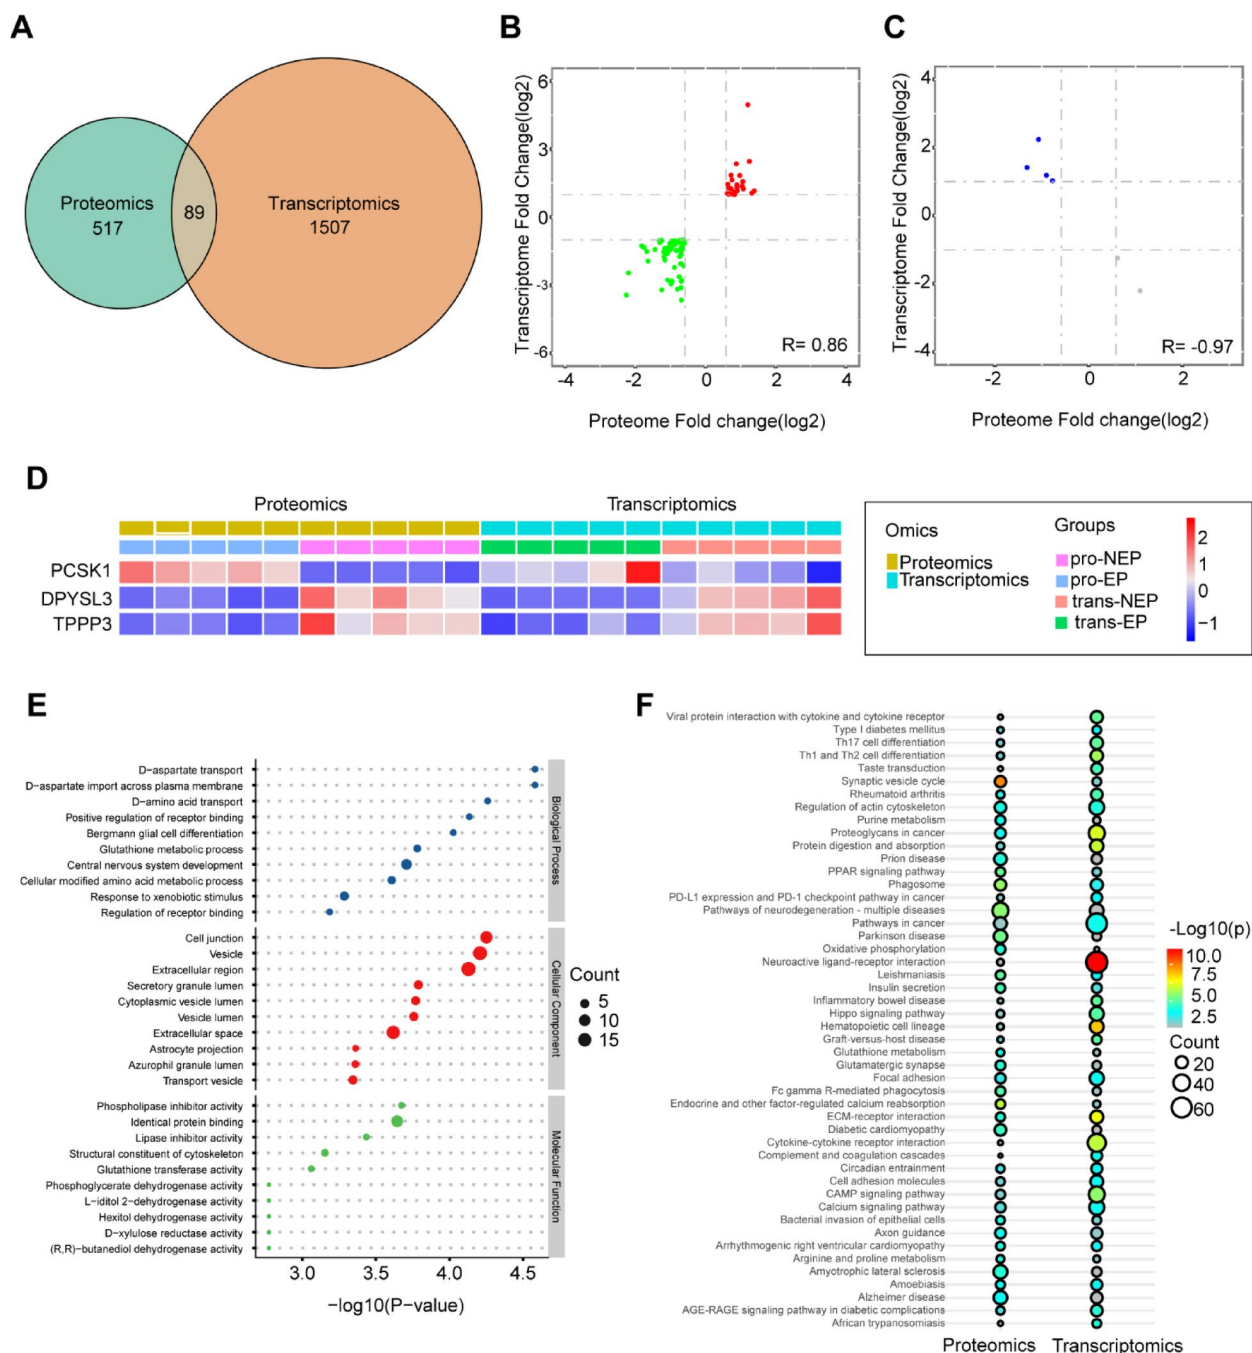 A
Proteomics
517
89
Transcriptomics
1507
B
Transcriptome Fold Change(log2)
6
3
0
-3
-6
R= 0.86
-4
-2
0
2
4
Proteome Fold change(log2)
C
Transcriptome Fold Change(log2)
4
2
0
-2
-4
R= -0.97
-2
0
2
Proteome Fold change(log2)
D
Proteomics
Transcriptomics
PCSK1
DPYSL3
TPPP3
Omics
Proteomics
Transcriptomics
Groups
pro-NEP
pro-EP
trans-NEP
trans-EP
2
1
0
−1
E
D−aspartate transport
D−aspartate import across plasma membrane
D−amino acid transport
Positive regulation of receptor binding
Bergmann glial cell differentiation
Glutathione metabolic process
Central nervous system development
Cellular modified amino acid metabolic process
Response to xenobiotic stimulus
Regulation of receptor binding
Biological Process
Cell junction
Vesicle
Extracellular region
Secretory granule lumen
Cytoplasmic vesicle lumen
Vesicle lumen
Extracellular space
Astrocyte projection
Azurophil granule lumen
Transport vesicle
Cellular Component
Phospholipase inhibitor activity
Identical protein binding
Lipase inhibitor activity
Structural constituent of cytoskeleton
Glutathione transferase activity
Phosphoglycerate dehydrogenase activity
L−iditol 2−dehydrogenase activity
Hexitol dehydrogenase activity
D−xylulose reductase activity
(R,R)−butanediol dehydrogenase activity
Molecular Function
3.0
3.5
4.0
4.5
−log10(P−value)
Count
5
10
15
F
Viral protein interaction with cytokine and cytokine receptor
Type I diabetes mellitus
Th17 cell differentiation
Th1 and Th2 cell differentiation
Taste transduction
Synaptic vesicle cycle
Rheumatoid arthritis
Regulation of actin cytoskeleton
Purine metabolism
Proteoglycans in cancer
Protein digestion and absorption
Prion disease
PPAR signaling pathway
Phagosome
PD-L1 expression and PD-1 checkpoint pathway in cancer
Pathways of neurodegeneration - multiple diseases
Pathways in cancer
Parkinson disease
Oxidative phosphorylation
Neuroactive ligand-receptor interaction
Leishmaniasis
Insulin secretion
Inflammatory bowel disease
Hippo signaling pathway
Hematopoietic cell lineage
Graft-versus-host disease
Glutathione metabolism
Glutamatergic synapse
Focal adhesion
Fc gamma R-mediated phagocytosis
Endocrine and other factor-regulated calcium reabsorption
ECM-receptor interaction
Diabetic cardiomyopathy
Cytokine-cytokine receptor interaction
Complement and coagulation cascades
Circadian entrainment
Cell adhesion molecules
CAMP signaling pathway
Calcium signaling pathway
Bacterial invasion of epithelial cells
Axon guidance
Arrhythmogenic right ventricular cardiomyopathy
Arginine and proline metabolism
Amyotrophic lateral sclerosis
Amoebiasis
Alzheimer disease
AGE-RAGE signaling pathway in diabetic complications
African trypanosomiasis
Proteomics
Transcriptomics
-Log10(p)
10.0
7.5
5.0
2.5
Count
20
40
60